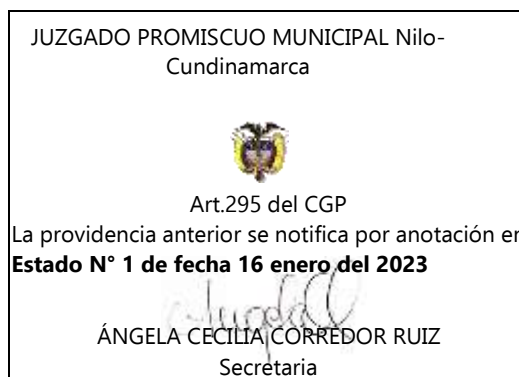 JUZGADO PROMISCUO MUNICIPAL Nilo-
Cundinamarca
Art.295 del CGP
La providencia anterior se notifica por anotación en
Estado N° 1 de fecha 16 enero del 2023
ÁNGELA CECILIA CORREDOR RUIZ
Secretaria